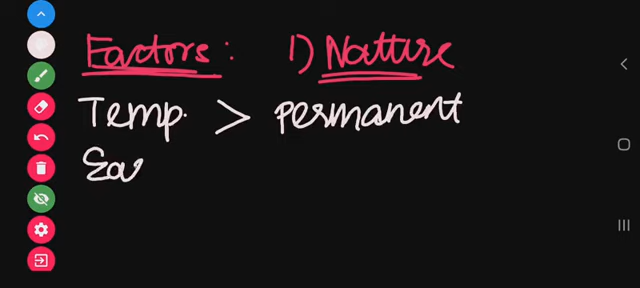 Factors: 1) Nature
Temp. > permanent
Ea